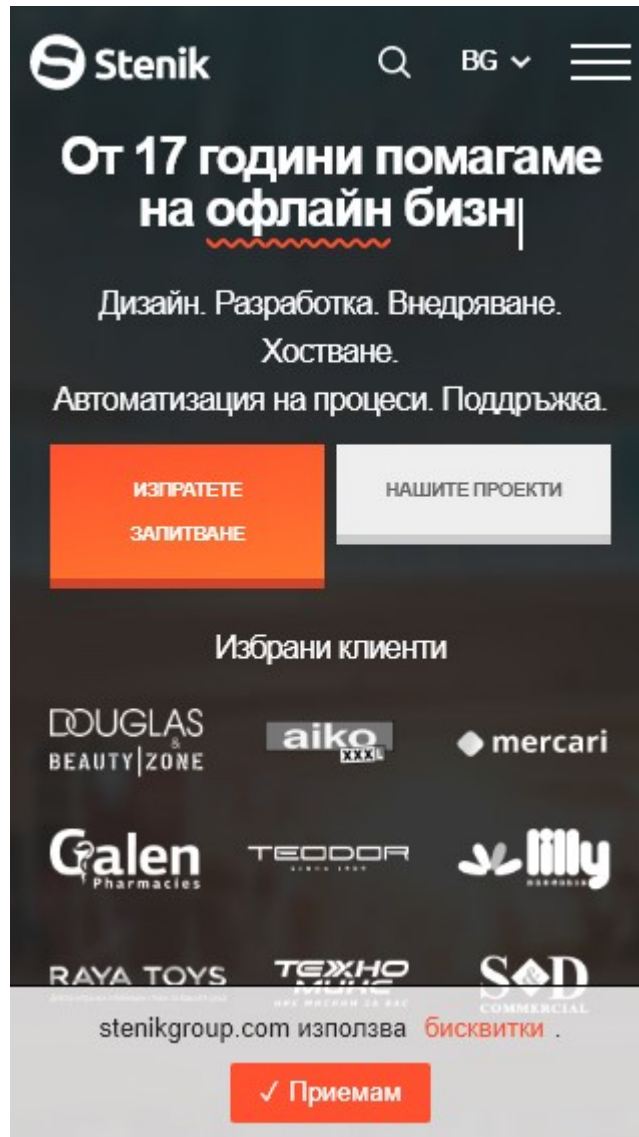 Stenik
BG
От 17 години помагаме
на офлайн бизн
Дизайн. Разработка. Внедряване.
Хостване.
Автоматизация на процеси. Поддръжка.
ИЗПРАТЕТЕ
ЗАПИТВАНЕ
НАШИТЕ ПРОЕКТИ
Избрани клиенти
DOUGLAS
&
BEAUTY|ZONE
aiko
XXXL
mercari
Galen
Pharmacies
TEODOR
lilly
RAYA TOYS
ТЕХНО
МИКС
S&D
COMMERCIAL
stenikgroup.com използва бисквитки .
✓ Приемам